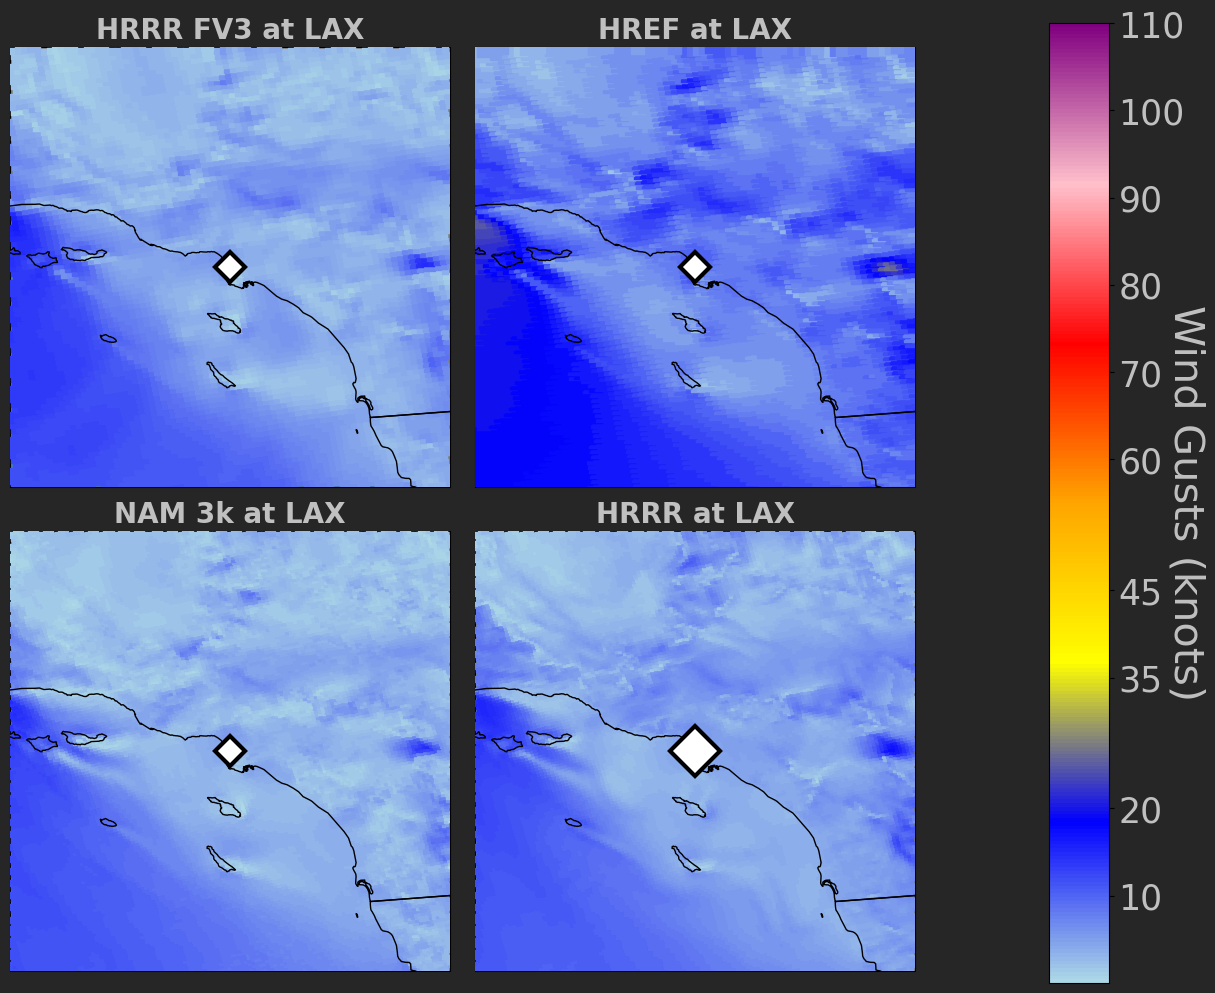 HRRR FV3 at LAX
HREF at LAX
NAM 3k at LAX
HRRR at LAX
110
100
90
80
70
60
45
35
20
10
Wind Gusts (knots)